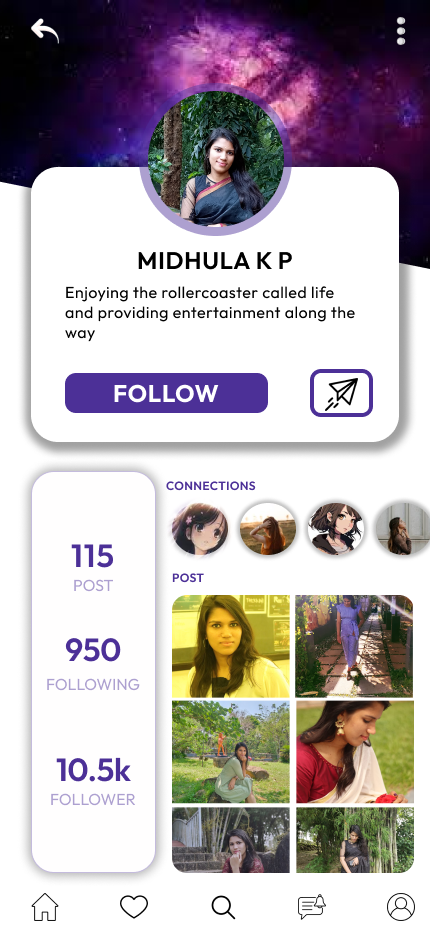 MIDHULA K P
Enjoying the rollercoaster called life
and providing entertainment along the
way
FOLLOW
115
POST
950
FOLLOWING
10.5k
FOLLOWER
CONNECTIONS
POST